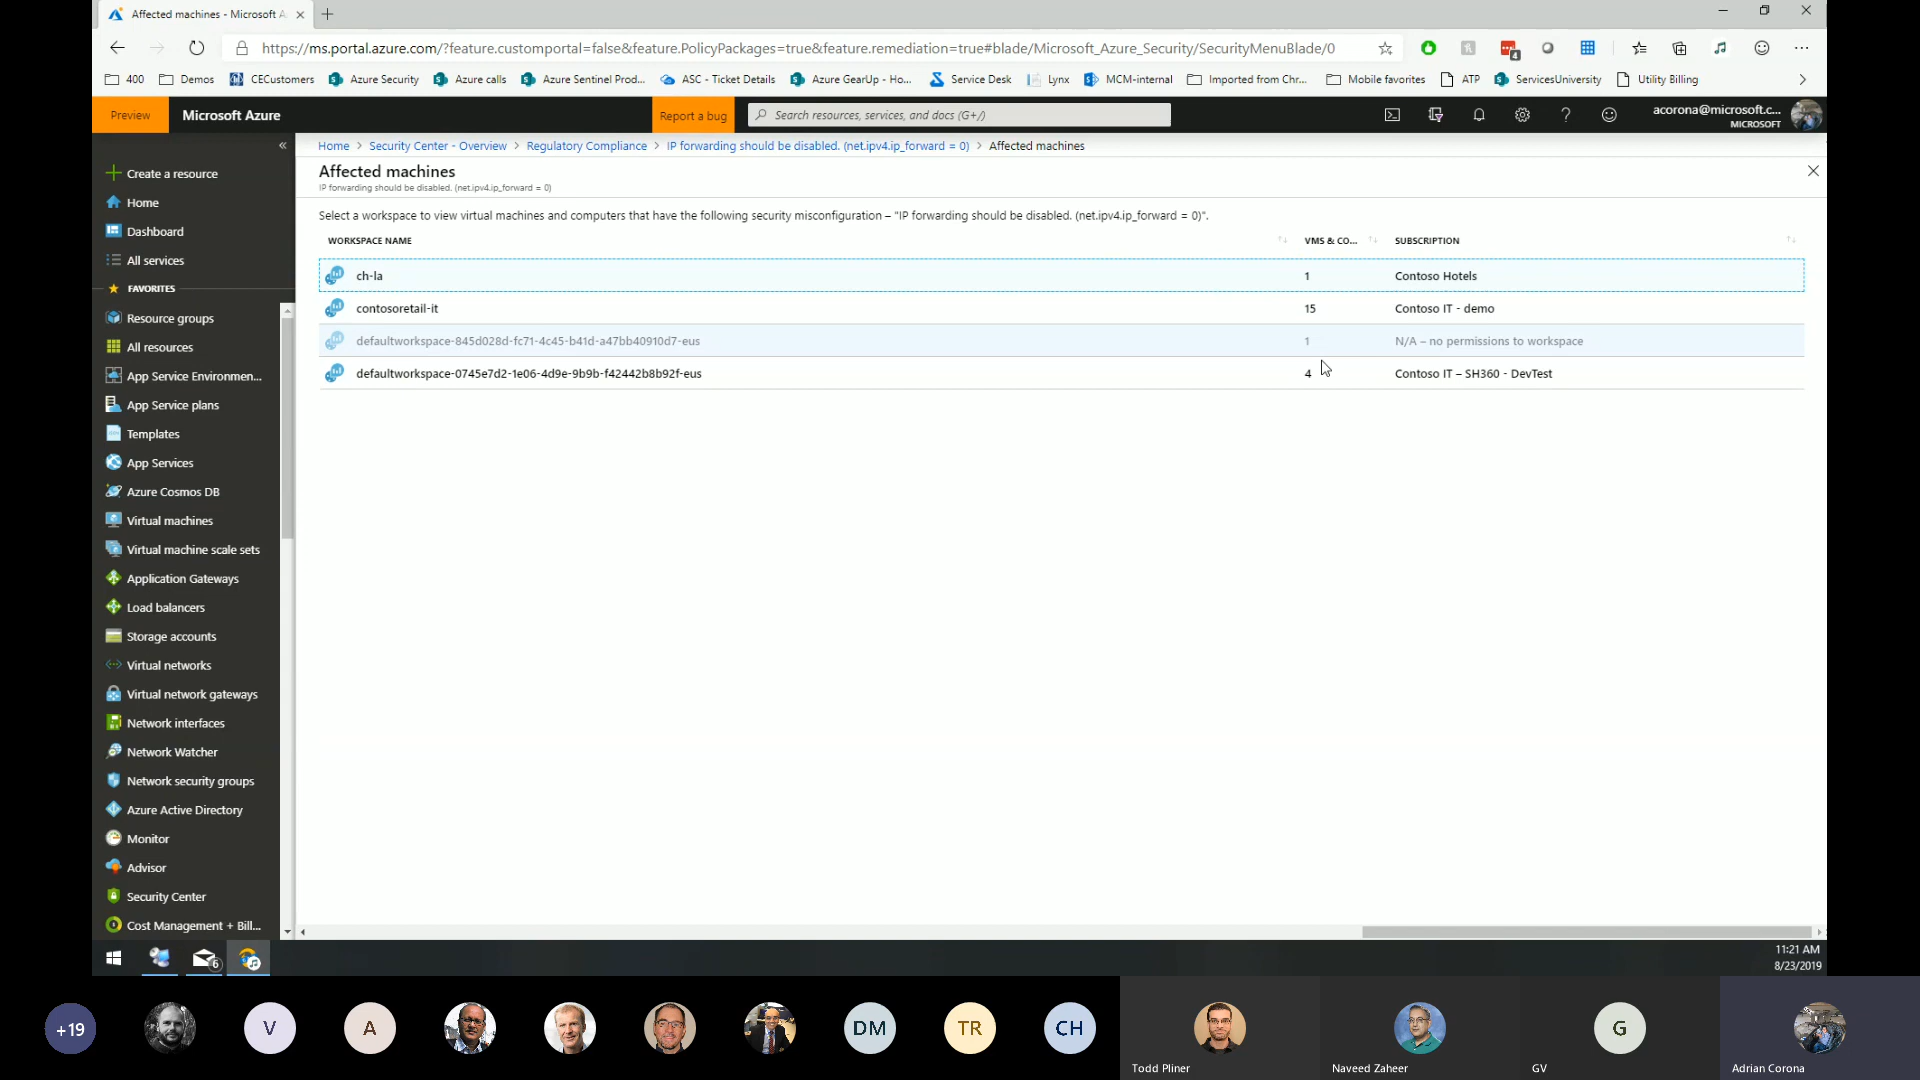 Affected machines - Microsoft A
https://ms.portal.azure.com/?feature.customportal=false&feature.PolicyPackages=true&feature.remediation=true#blade/Microsoft_Azure_Security/SecurityMenuBlade/0
4
400 Demos CECustomers Azure Security Azure calls Azure Sentinel Prod... ASC - Ticket Details Azure GearUp - Ho... Service Desk Lynx MCM-internal Imported from Chr... Mobile favorites ATP ServicesUniversity Utility Billing
Preview Microsoft Azure Report a bug Search resources, services, and docs (G+/) acorona@microsoft.c...
MICROSOFT
Home > Security Center - Overview > Regulatory Compliance > IP forwarding should be disabled. (net.ipv4.ip_forward = 0) > Affected machines
Affected machines
IP forwarding should be disabled. (net.ipv4.ip_forward = 0)
Select a workspace to view virtual machines and computers that have the following security misconfiguration – "IP forwarding should be disabled. (net.ipv4.ip_forward = 0)".
WORKSPACE NAME VMS & CO... SUBSCRIPTION
ch-la 1 Contoso Hotels
contosoretail-it 15 Contoso IT - demo
defaultworkspace-845d028d-fc71-4c45-b41d-a47bb40910d7-eus 1 N/A – no permissions to workspace
defaultworkspace-0745e7d2-1e06-4d9e-9b9b-f42442b8b92f-eus 4 Contoso IT – SH360 - DevTest
Create a resource
Home
Dashboard
All services
FAVORITES
Resource groups
All resources
App Service Environmen...
App Service plans
Templates
App Services
Azure Cosmos DB
Virtual machines
Virtual machine scale sets
Application Gateways
Load balancers
Storage accounts
Virtual networks
Virtual network gateways
Network interfaces
Network Watcher
Network security groups
Azure Active Directory
Monitor
Advisor
Security Center
Cost Management + Bill...
6
11:21 AM
8/23/2019
+19 V A DM TR CH G
Todd Pliner Naveed Zaheer GV Adrian Corona